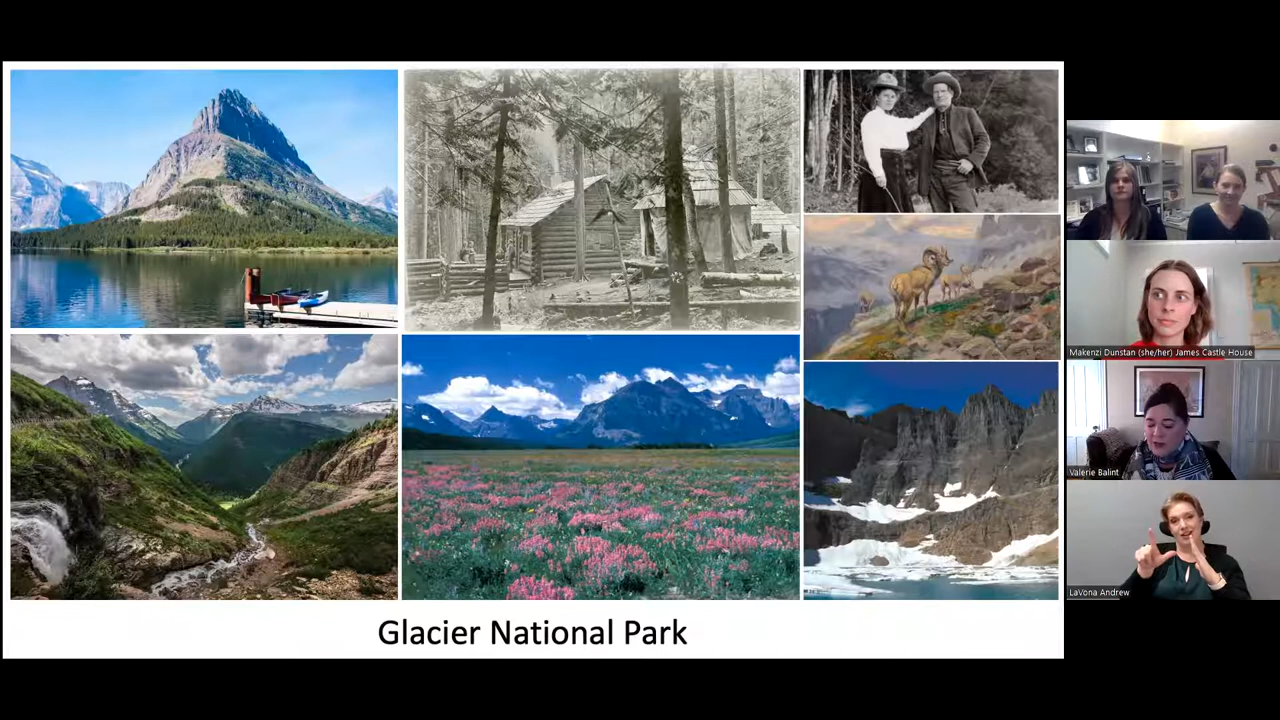 Glacier National Park
Makenzi Dunstan (she/her) James Castle House
Valerie Balint
LaVona Andrew